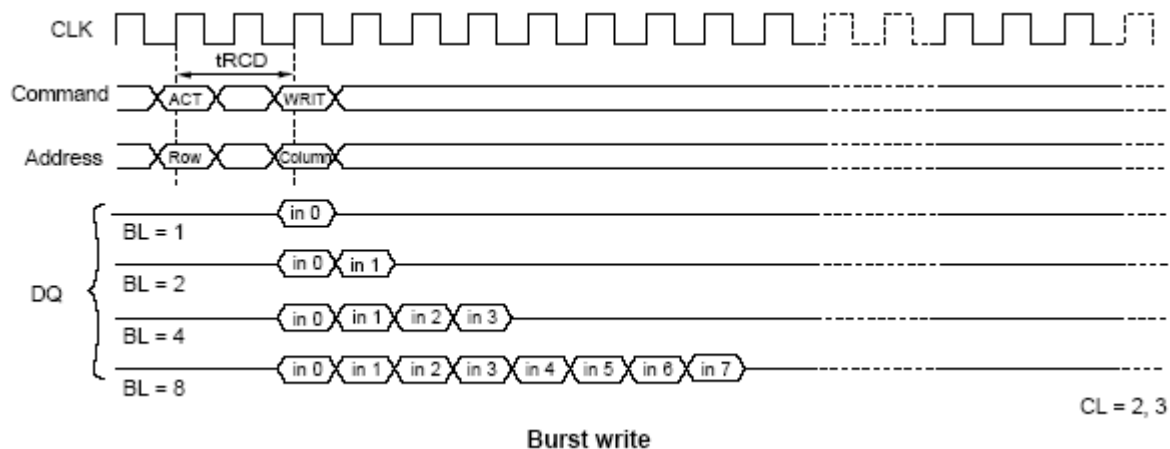 CLK
tRCD
Command ACT WRIT
Address Row Column
in 0
BL = 1
in 0 in 1
BL = 2
DQ
in 0 in 1 in 2 in 3
BL = 4
in 0 in 1 in 2 in 3 in 4 in 5 in 6 in 7
BL = 8
CL = 2, 3
Burst write